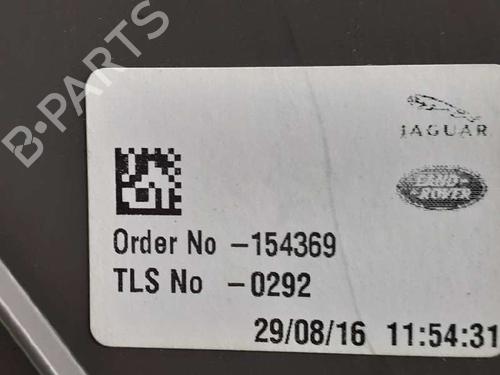 B-PARTS
JAGUAR
LAND
ROVER
Order No -154369
TLS No -0292
29/08/16 11:54:31